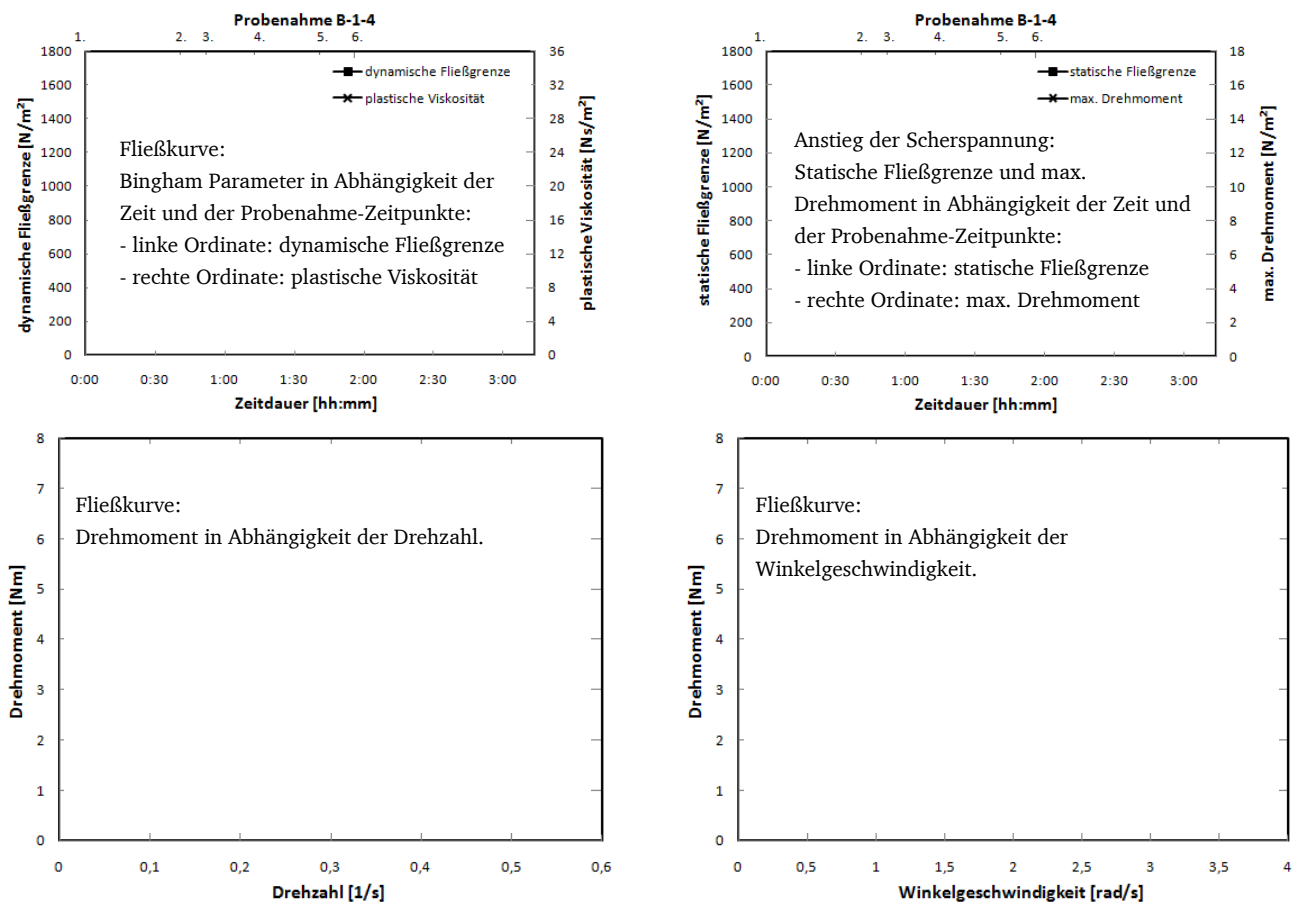 Probenahme B-1-4
1. 2. 3. 4. 5. 6.
1800
1600
1400
1200
1000
800
600
400
200
0
dynamische Fließgrenze [N/m²]
36
32
28
24
20
16
12
8
4
0
plastische Viskosität [Ns/m²]
dynamische Fließgrenze
plastische Viskosität
Fließkurve:
Bingham Parameter in Abhängigkeit der
Zeit und der Probenahme-Zeitpunkte:
- linke Ordinate: dynamische Fließgrenze
- rechte Ordinate: plastische Viskosität
0:00 0:30 1:00 1:30 2:00 2:30 3:00
Zeitdauer [hh:mm]
Probenahme B-1-4
1. 2. 3. 4. 5. 6.
1800
1600
1400
1200
1000
800
600
400
200
0
statische Fließgrenze [N/m²]
18
16
14
12
10
8
6
4
2
0
max. Drehmoment [N/m²]
statische Fließgrenze
max. Drehmoment
Anstieg der Scherspannung:
Statische Fließgrenze und max.
Drehmoment in Abhängigkeit der Zeit und
der Probenahme-Zeitpunkte:
- linke Ordinate: statische Fließgrenze
- rechte Ordinate: max. Drehmoment
0:00 0:30 1:00 1:30 2:00 2:30 3:00
Zeitdauer [hh:mm]
8
7
6
5
4
3
2
1
0
Drehmoment [Nm]
Fließkurve:
Drehmoment in Abhängigkeit der Drehzahl.
0 0,1 0,2 0,3 0,4 0,5 0,6
Drehzahl [1/s]
8
7
6
5
4
3
2
1
0
Drehmoment [Nm]
Fließkurve:
Drehmoment in Abhängigkeit der
Winkelgeschwindigkeit.
0 0,5 1 1,5 2 2,5 3 3,5 4
Winkelgeschwindigkeit [rad/s]